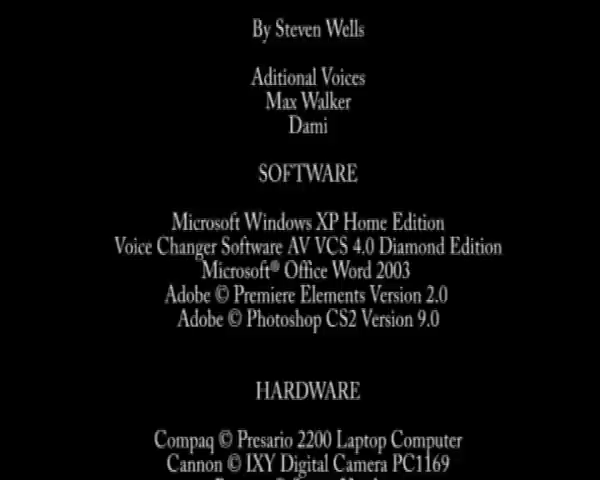 By Steven Wells
Aditional Voices
Max Walker
Dami
SOFTWARE
Microsoft Windows XP Home Edition
Voice Changer Software AV VCS 4.0 Diamond Edition
Microsoft® Office Word 2003
Adobe © Premiere Elements Version 2.0
Adobe © Photoshop CS2 Version 9.0
HARDWARE
Compaq © Presario 2200 Laptop Computer
Cannon © IXY Digital Camera PC1169